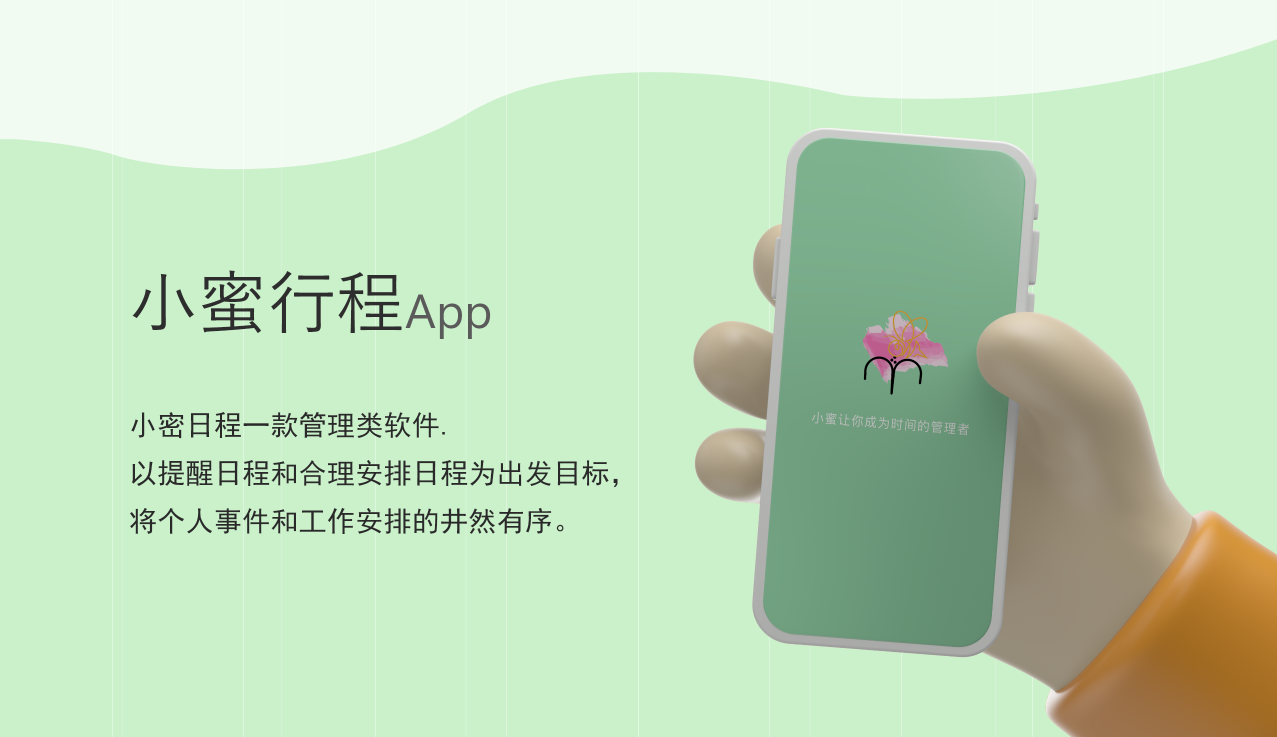 小蜜行程App
小密日程一款管理类软件.
以提醒日程和合理安排日程为出发目标，
将个人事件和工作安排的井然有序。
小蜜让你成为时间的管理者